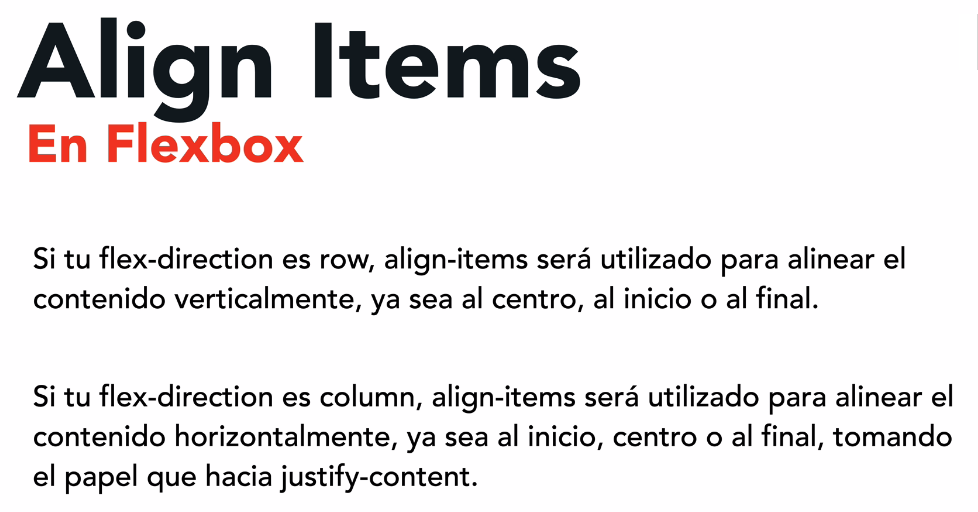 Align Items
En Flexbox
Si tu flex-direction es row, align-items será utilizado para alinear el
contenido verticalmente, ya sea al centro, al inicio o al final.
Si tu flex-direction es column, align-items será utilizado para alinear el
contenido horizontalmente, ya sea al inicio, centro o al final, tomando
el papel que hacia justify-content.